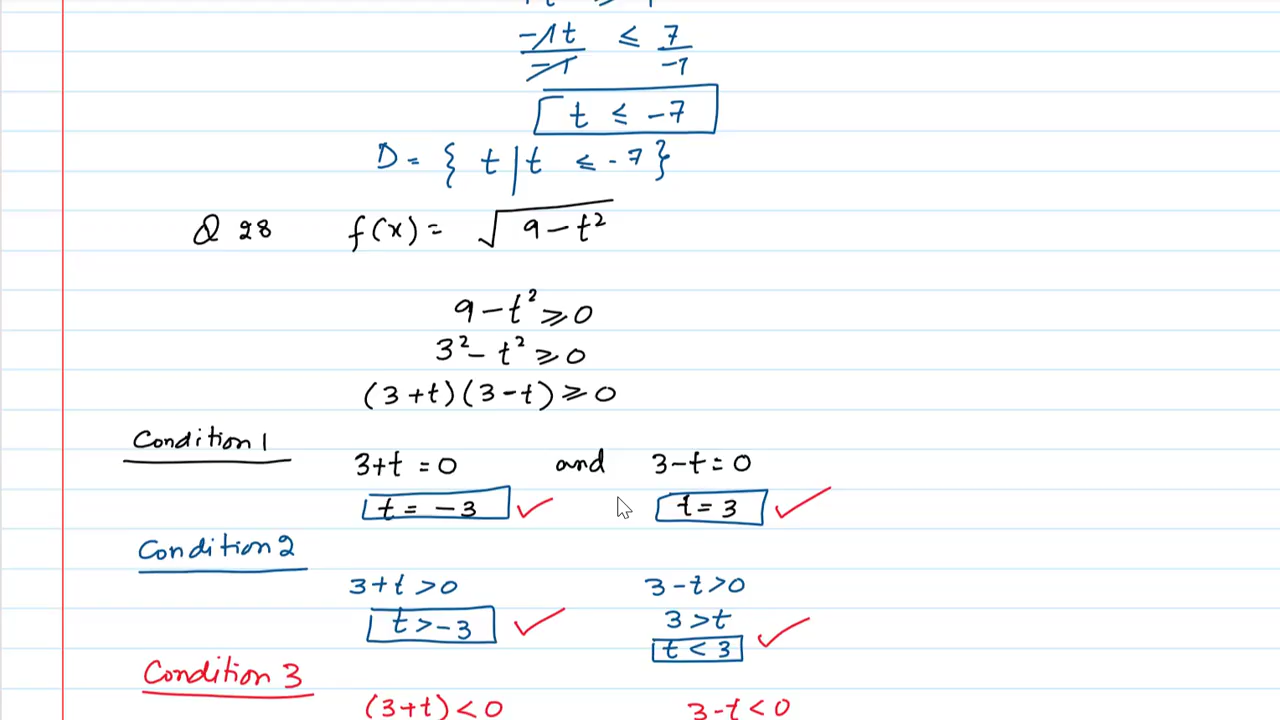 -1t ≤ 7
-1 -1
t ≤ -7
D = { t | t ≤ -7 }
Q 28 f(x) = √9-t²
9-t² ≥ 0
3² - t² ≥ 0
(3+t)(3-t) ≥ 0
Condition 1
3+t = 0 and 3-t = 0
t = -3 t = 3
Condition 2
3+t > 0 3-t > 0
3 > t
t > -3
t < 3
Condition 3
(3+t) < 0 3-t < 0